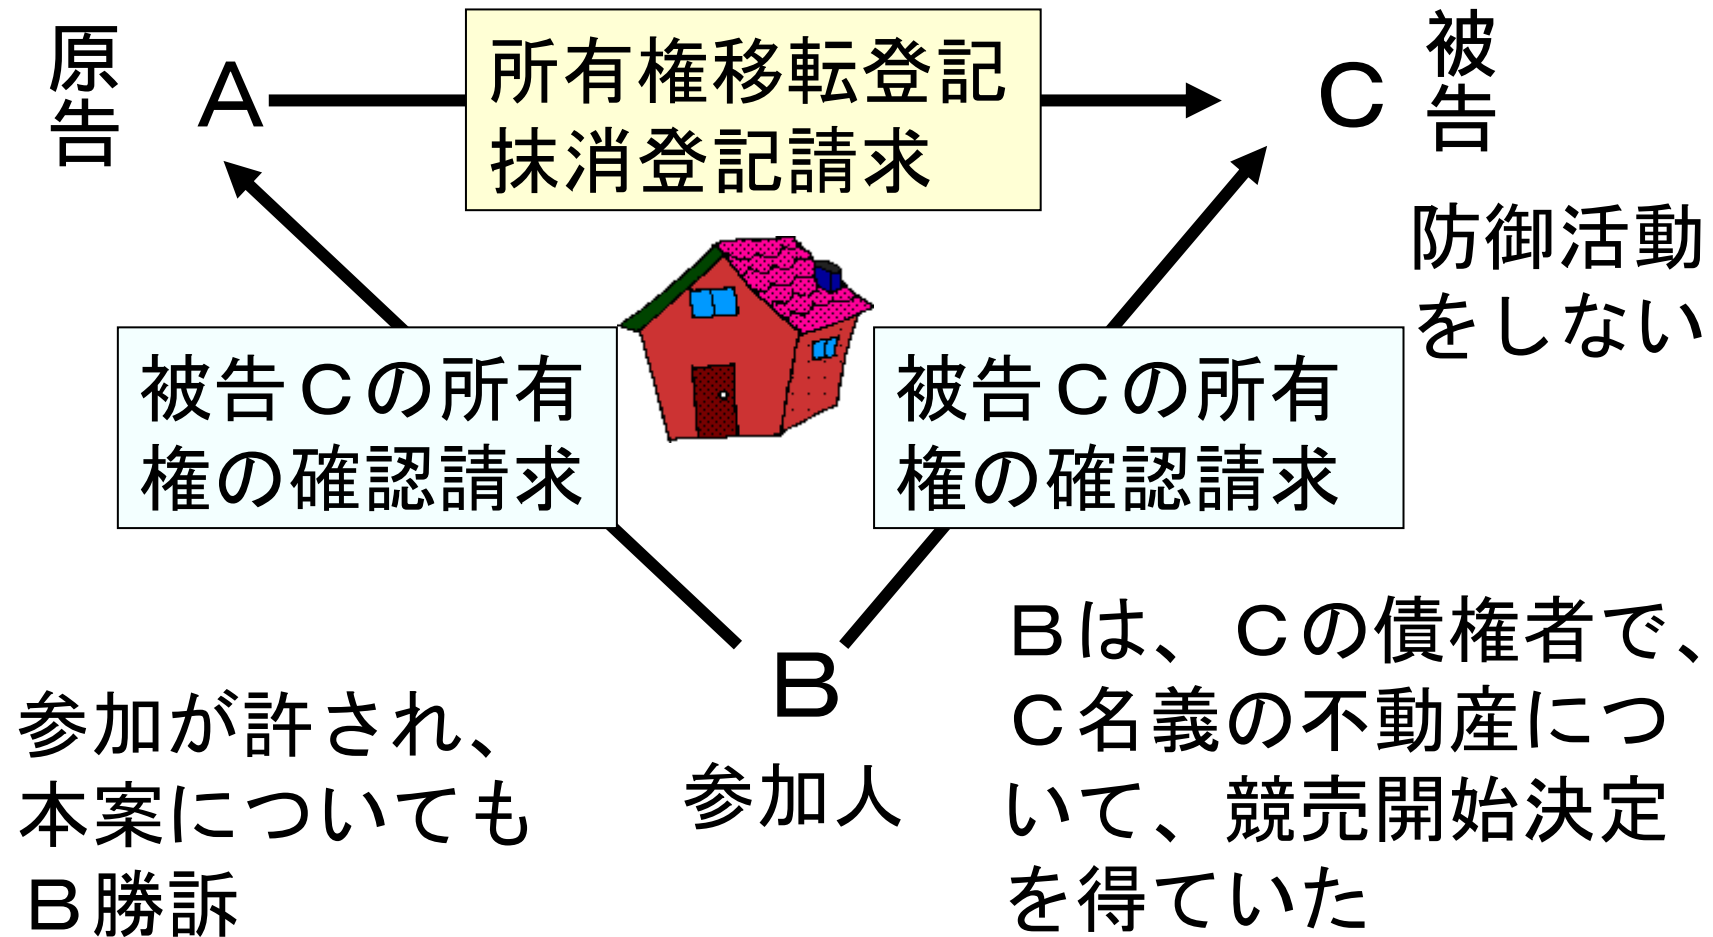 原告
Ａ
所有権移転登記
抹消登記請求
Ｃ
被告
防御活動
をしない
被告Ｃの所有
権の確認請求
被告Ｃの所有
権の確認請求
Ｂ
参加人
Ｂは、Ｃの債権者で、
Ｃ名義の不動産につ
いて、競売開始決定
を得ていた
参加が許され、
本案についても
Ｂ勝訴